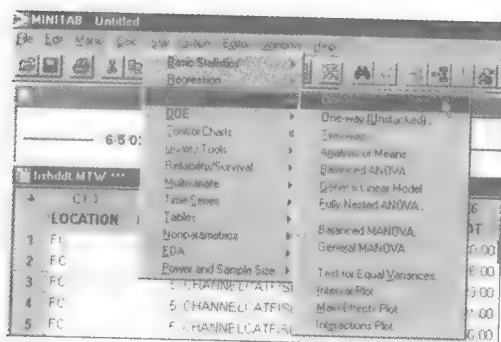 MINITAB Untitled
File Edit Manip Calc Stat Graph Editor Window Help
Basic Statistics
Regression
DOE
Control Charts
Quality Tools
Reliability/Survival
Multivariate
Time Series
Tables
Nonparametrics
EDA
Power and Sample Size
One-way (Unstacked)..
Two-way..
Analysis of Means
Balanced ANOVA
General Linear Model
Fully Nested ANOVA.
Balanced MANOVA
General MANOVA
Test for Equal Variances.
Interval Plot
Main Effects Plot
Interactions Plot
fishddt.MTW ***
LOCATION
1
2 FC
3 FC
4 FC
5 FC